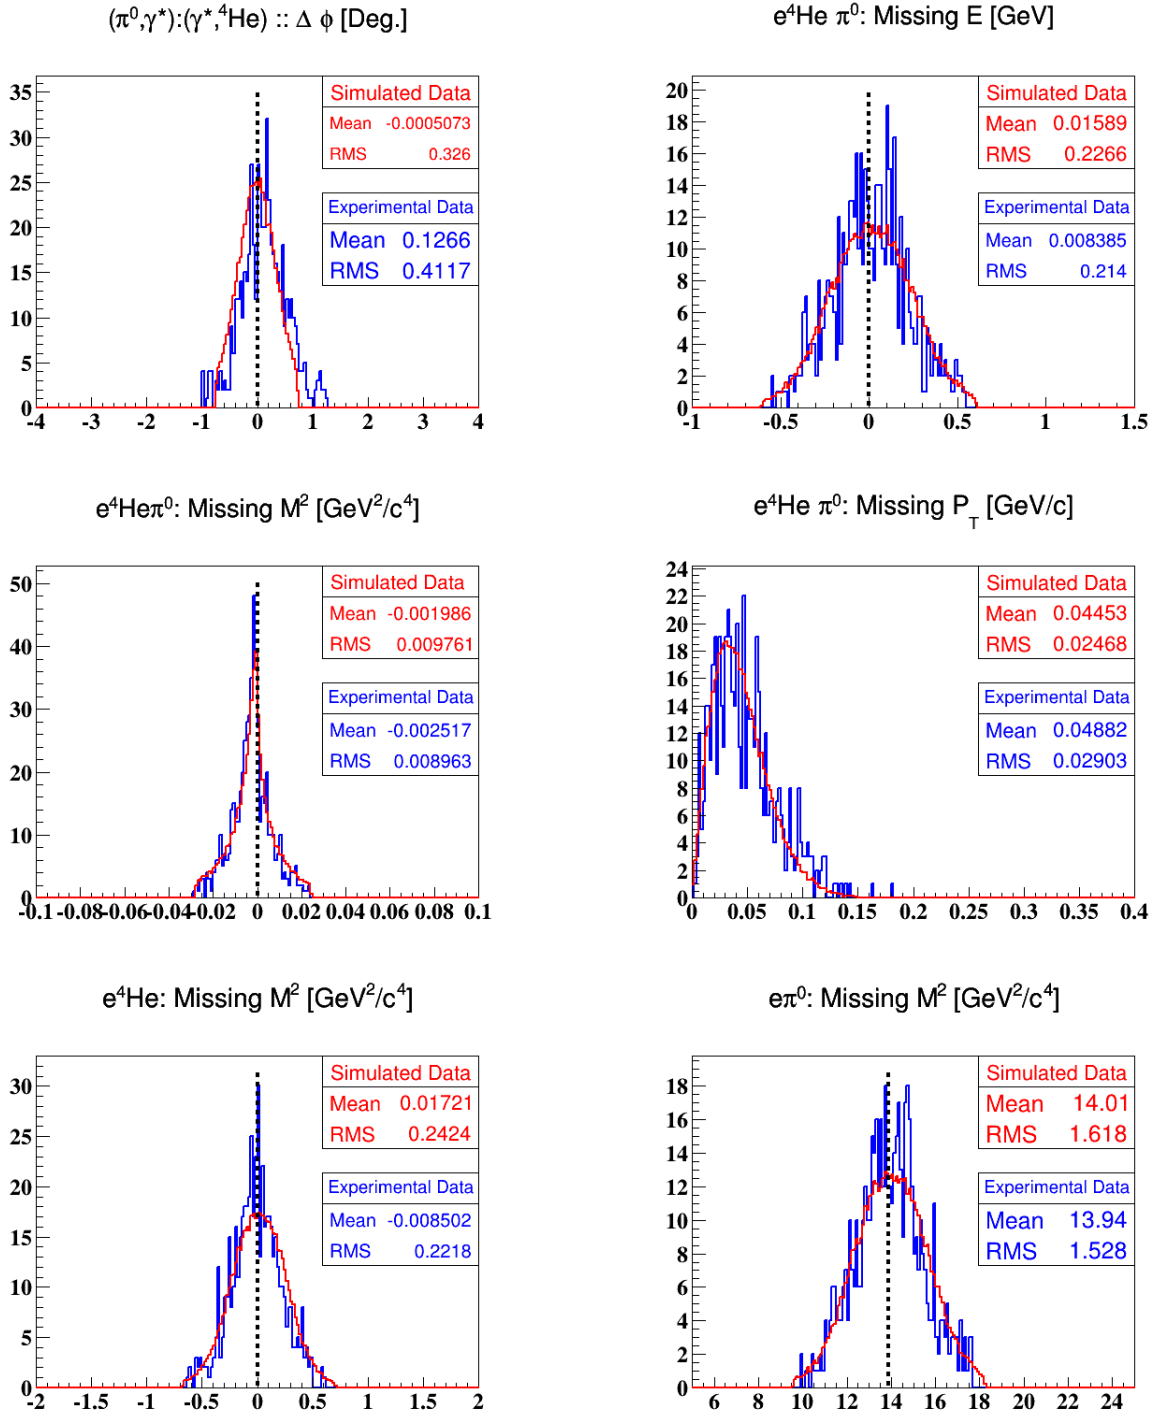 (π⁰,γ*):(γ*,⁴He) :: Δ ϕ [Deg.]
35
30
25
20
15
10
5
0
-4 -3 -2 -1 0 1 2 3 4
Simulated Data
Mean -0.0005073
RMS 0.326
Experimental Data
Mean 0.1266
RMS 0.4117
e⁴He π⁰: Missing E [GeV]
20
18
16
14
12
10
8
6
4
2
0
-1 -0.5 0 0.5 1 1.5
Simulated Data
Mean 0.01589
RMS 0.2266
Experimental Data
Mean 0.008385
RMS 0.214
e⁴Heπ⁰: Missing M² [GeV²/c⁴]
50
40
30
20
10
0
-0.1 -0.08 -0.06 -0.04 -0.02 0 0.02 0.04 0.06 0.08 0.1
Simulated Data
Mean -0.001986
RMS 0.009761
Experimental Data
Mean -0.002517
RMS 0.008963
e⁴He π⁰: Missing P_T [GeV/c]
24
22
20
18
16
14
12
10
8
6
4
2
0
0 0.05 0.1 0.15 0.2 0.25 0.3 0.35 0.4
Simulated Data
Mean 0.04453
RMS 0.02468
Experimental Data
Mean 0.04882
RMS 0.02903
e⁴He: Missing M² [GeV²/c⁴]
30
25
20
15
10
5
0
-2 -1.5 -1 -0.5 0 0.5 1 1.5 2
Simulated Data
Mean 0.01721
RMS 0.2424
Experimental Data
Mean -0.008502
RMS 0.2218
eπ⁰: Missing M² [GeV²/c⁴]
18
16
14
12
10
8
6
4
2
0
6 8 10 12 14 16 18 20 22 24
Simulated Data
Mean 14.01
RMS 1.618
Experimental Data
Mean 13.94
RMS 1.528